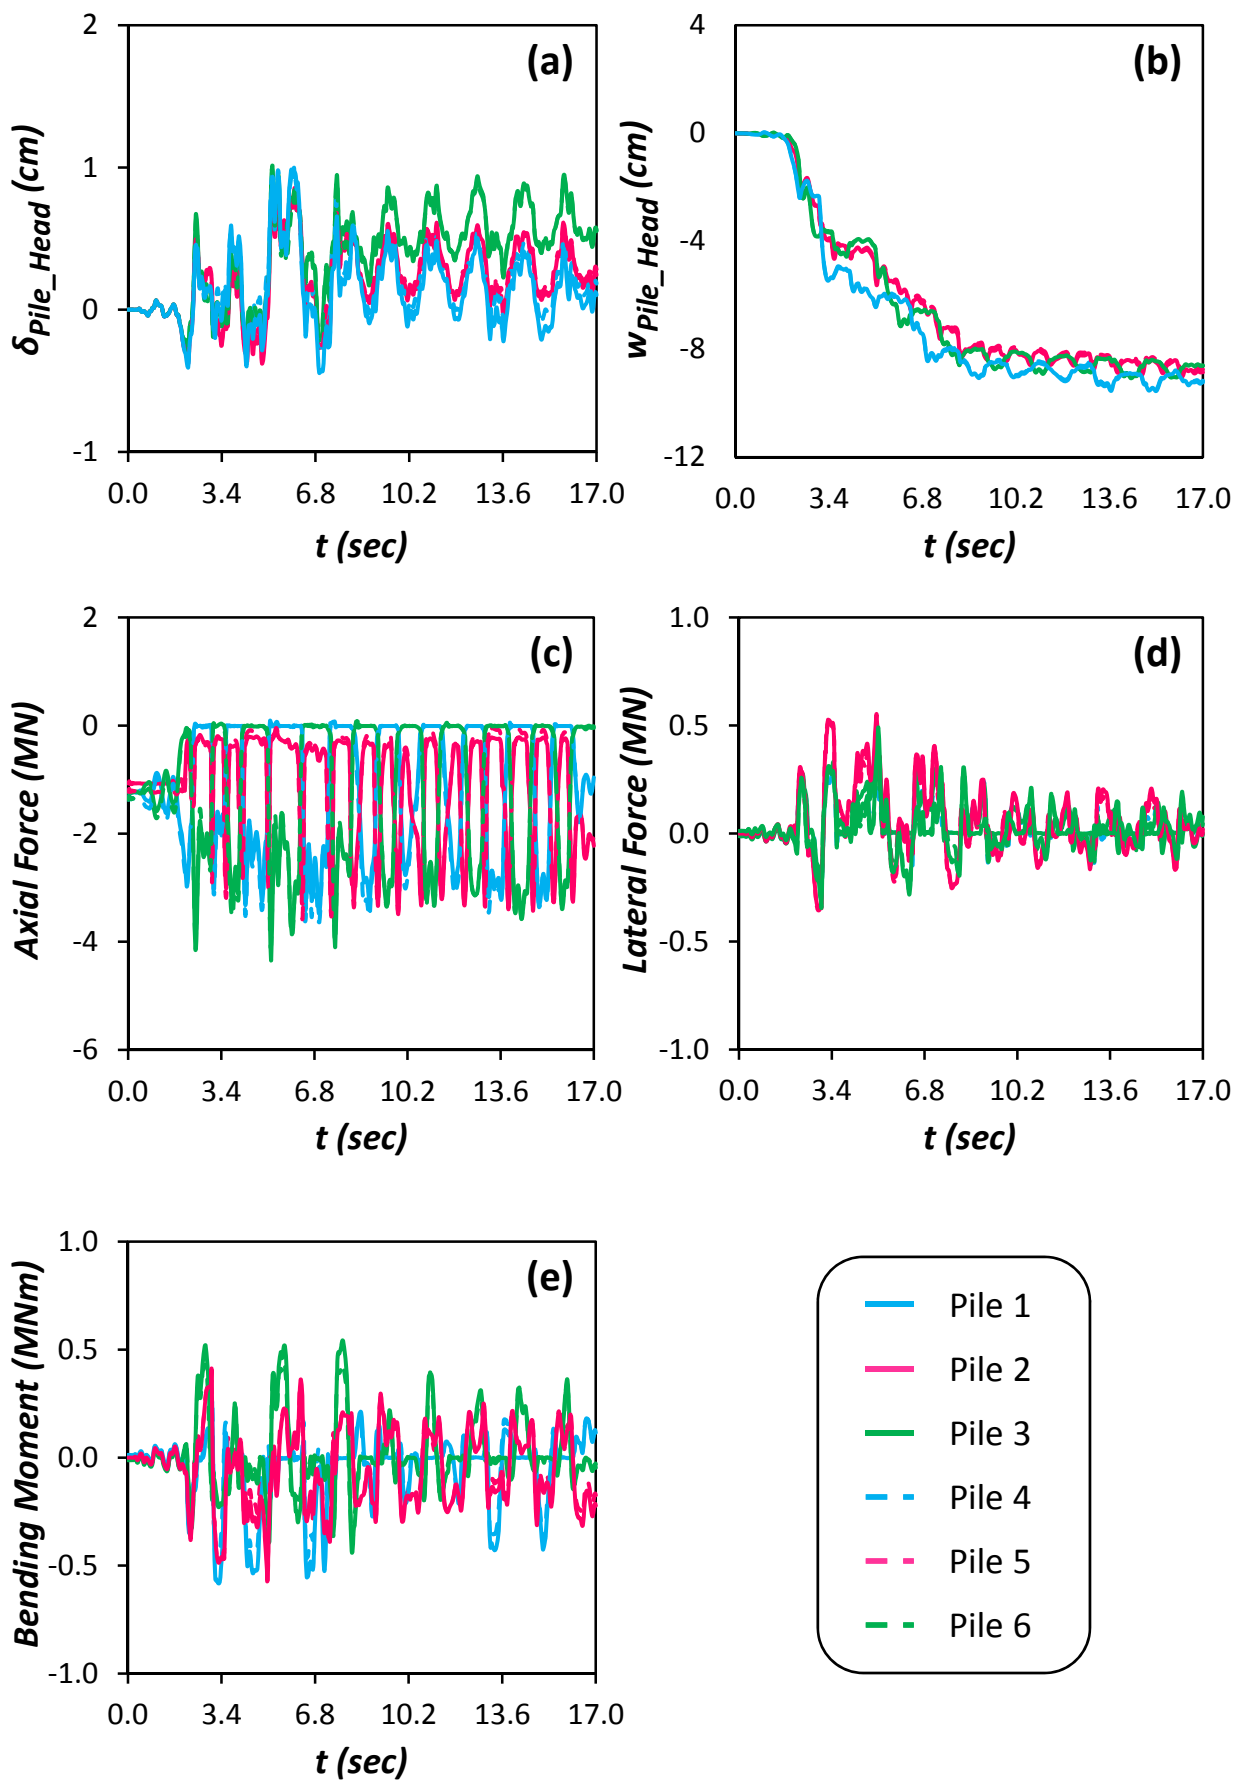 2
1
0
-1
δPile_Head (cm)
(a)
0.0 3.4 6.8 10.2 13.6 17.0
t (sec)
4
0
-4
-8
-12
wPile_Head (cm)
(b)
0.0 3.4 6.8 10.2 13.6 17.0
t (sec)
2
0
-2
-4
-6
Axial Force (MN)
(c)
0.0 3.4 6.8 10.2 13.6 17.0
t (sec)
1.0
0.5
0.0
-0.5
-1.0
Lateral Force (MN)
(d)
0.0 3.4 6.8 10.2 13.6 17.0
t (sec)
1.0
0.5
0.0
-0.5
-1.0
Bending Moment (MNm)
(e)
0.0 3.4 6.8 10.2 13.6 17.0
t (sec)
Pile 1
Pile 2
Pile 3
Pile 4
Pile 5
Pile 6